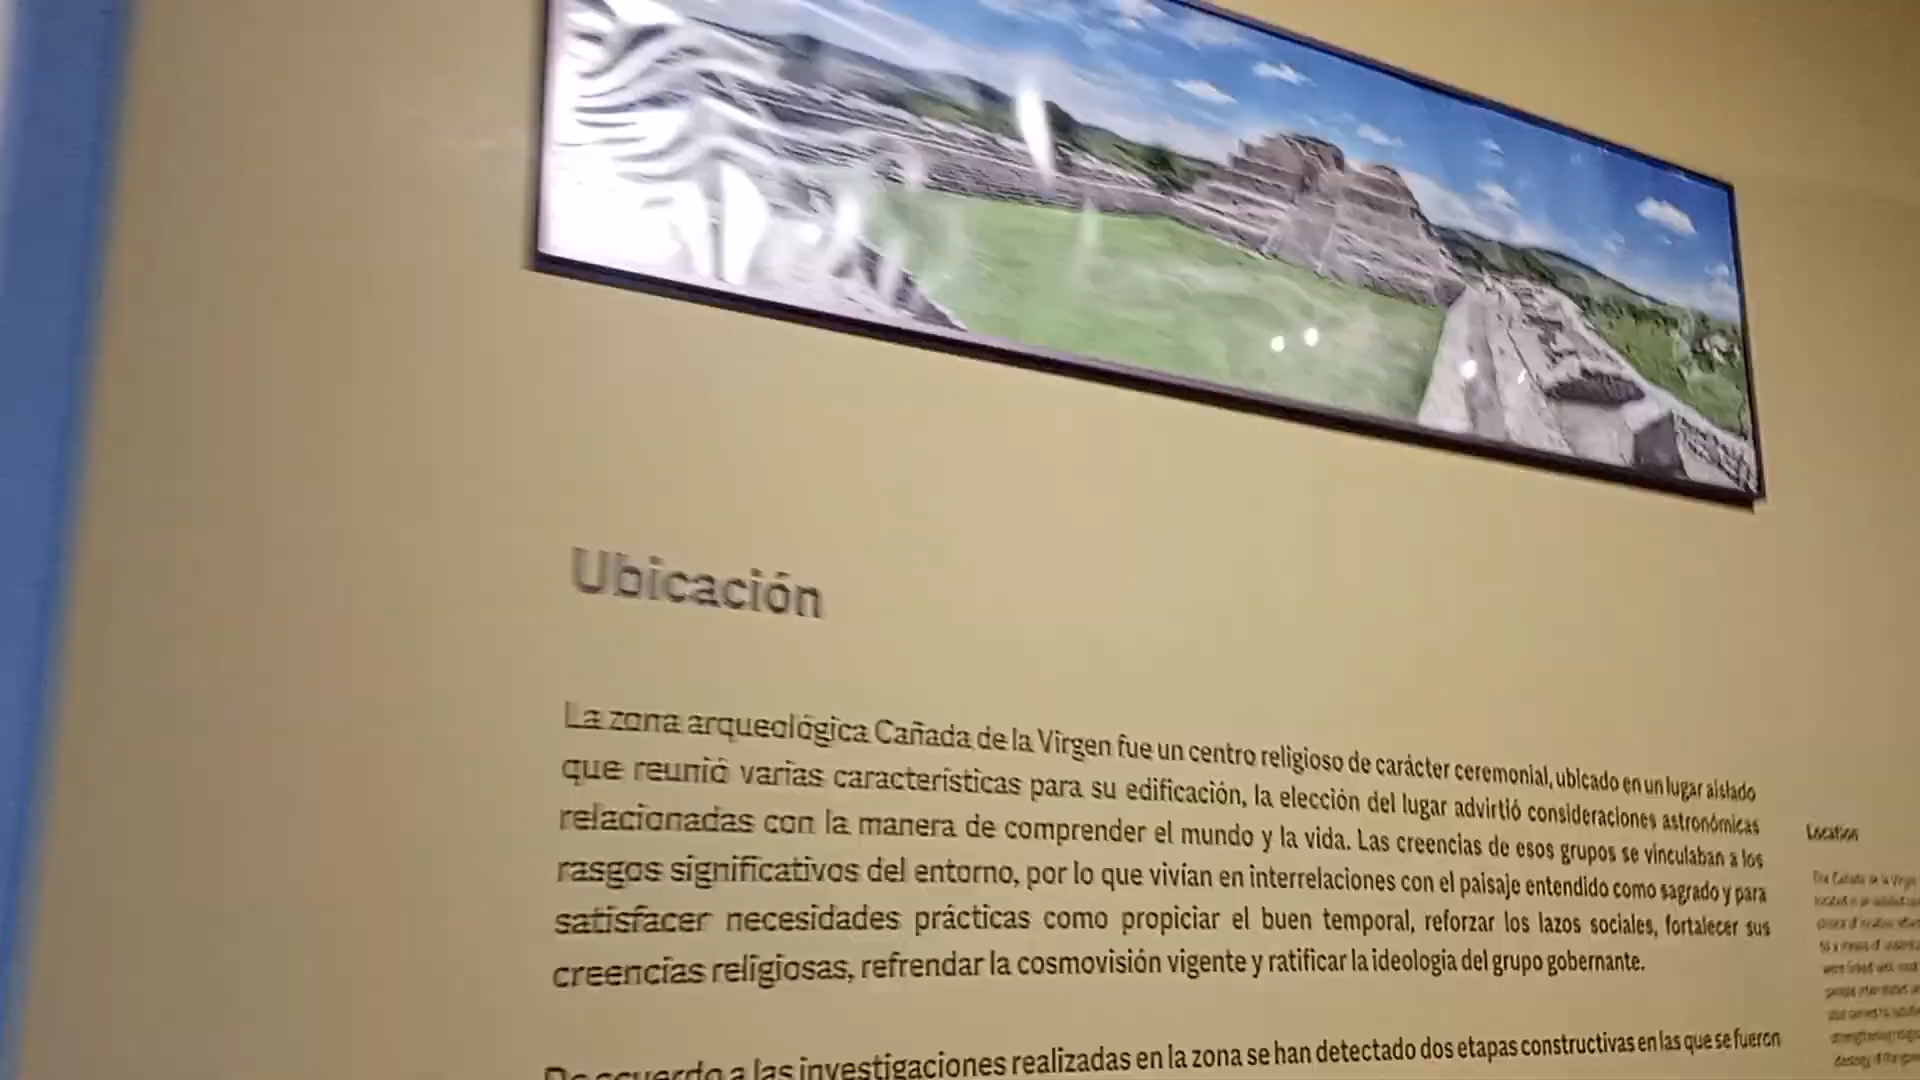 Ubicación
La zona arqueológica Cañada de la Virgen fue un centro religioso de carácter ceremonial, ubicado en un lugar aislado
que reunió varias características para su edificación, la elección del lugar advirtió consideraciones astronómicas
relacionadas con la manera de comprender el mundo y la vida. Las creencias de esos grupos se vinculaban a los
rasgos significativos del entorno, por lo que vivían en interrelaciones con el paisaje entendido como sagrado y para
satisfacer necesidades prácticas como propiciar el buen temporal, reforzar los lazos sociales, fortalecer sus
creencias religiosas, refrendar la cosmovisión vigente y ratificar la ideología del grupo gobernante.
De acuerdo a las investigaciones realizadas en la zona se han detectado dos etapas constructivas en las que se fueron
Location